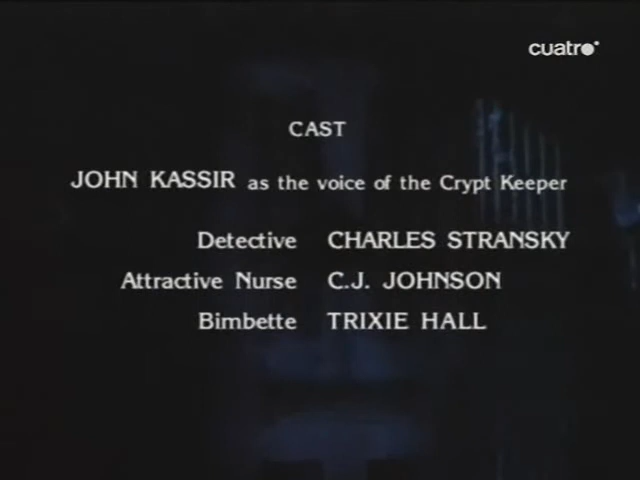 cuatro
CAST
JOHN KASSIR as the voice of the Crypt Keeper
Detective CHARLES STRANSKY
Attractive Nurse C.J. JOHNSON
Bimbette TRIXIE HALL